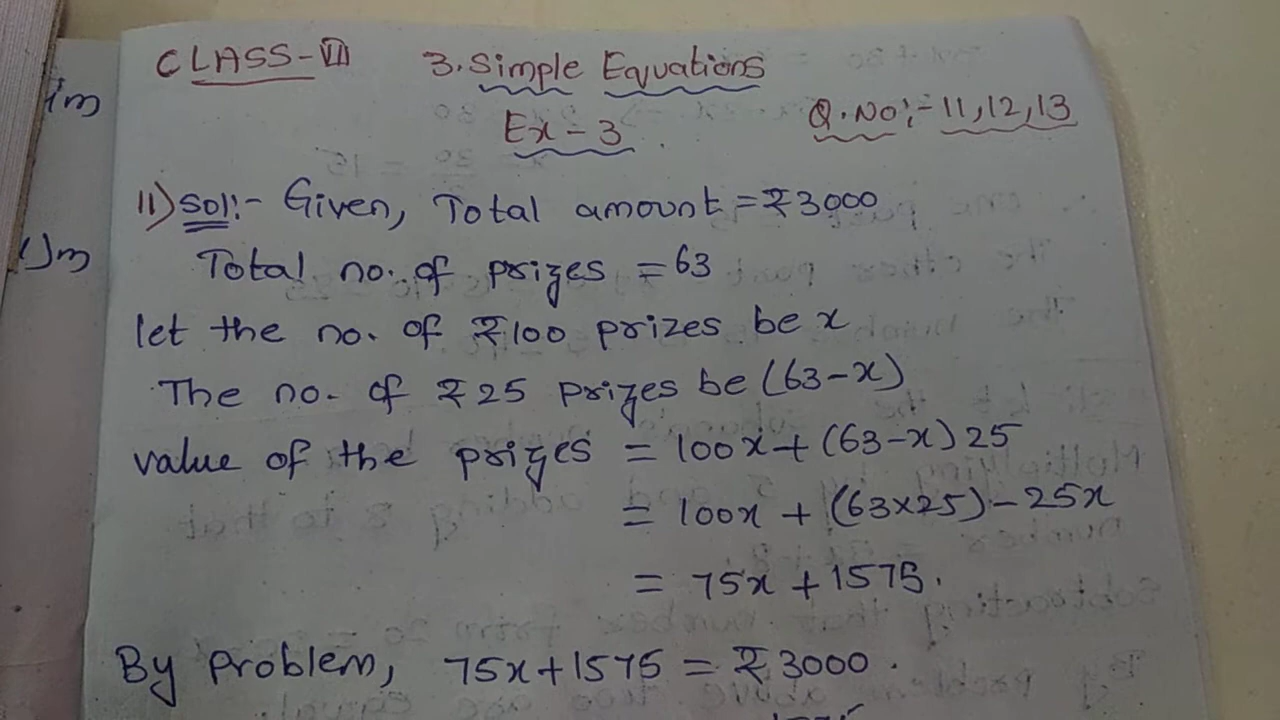 CLASS-VII 3. Simple Equations
Ex-3 Q.No:- 11,12,13
11) Sol:- Given, Total amount = ₹3000
Total no. of prizes = 63
let the no. of ₹100 prizes be x
The no. of ₹25 prizes be (63-x)
value of the prizes = 100x + (63-x) 25
= 100x + (63x25) - 25x
= 75x + 1575.
By Problem, 75x+1575 = ₹3000.